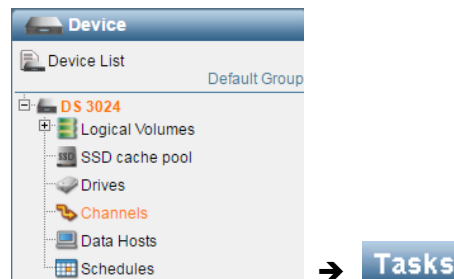 Device
Device List
Default Group
DS 3024
Logical Volumes
SSD SSD cache pool
Drives
Channels
Data Hosts
Schedules
→ Tasks